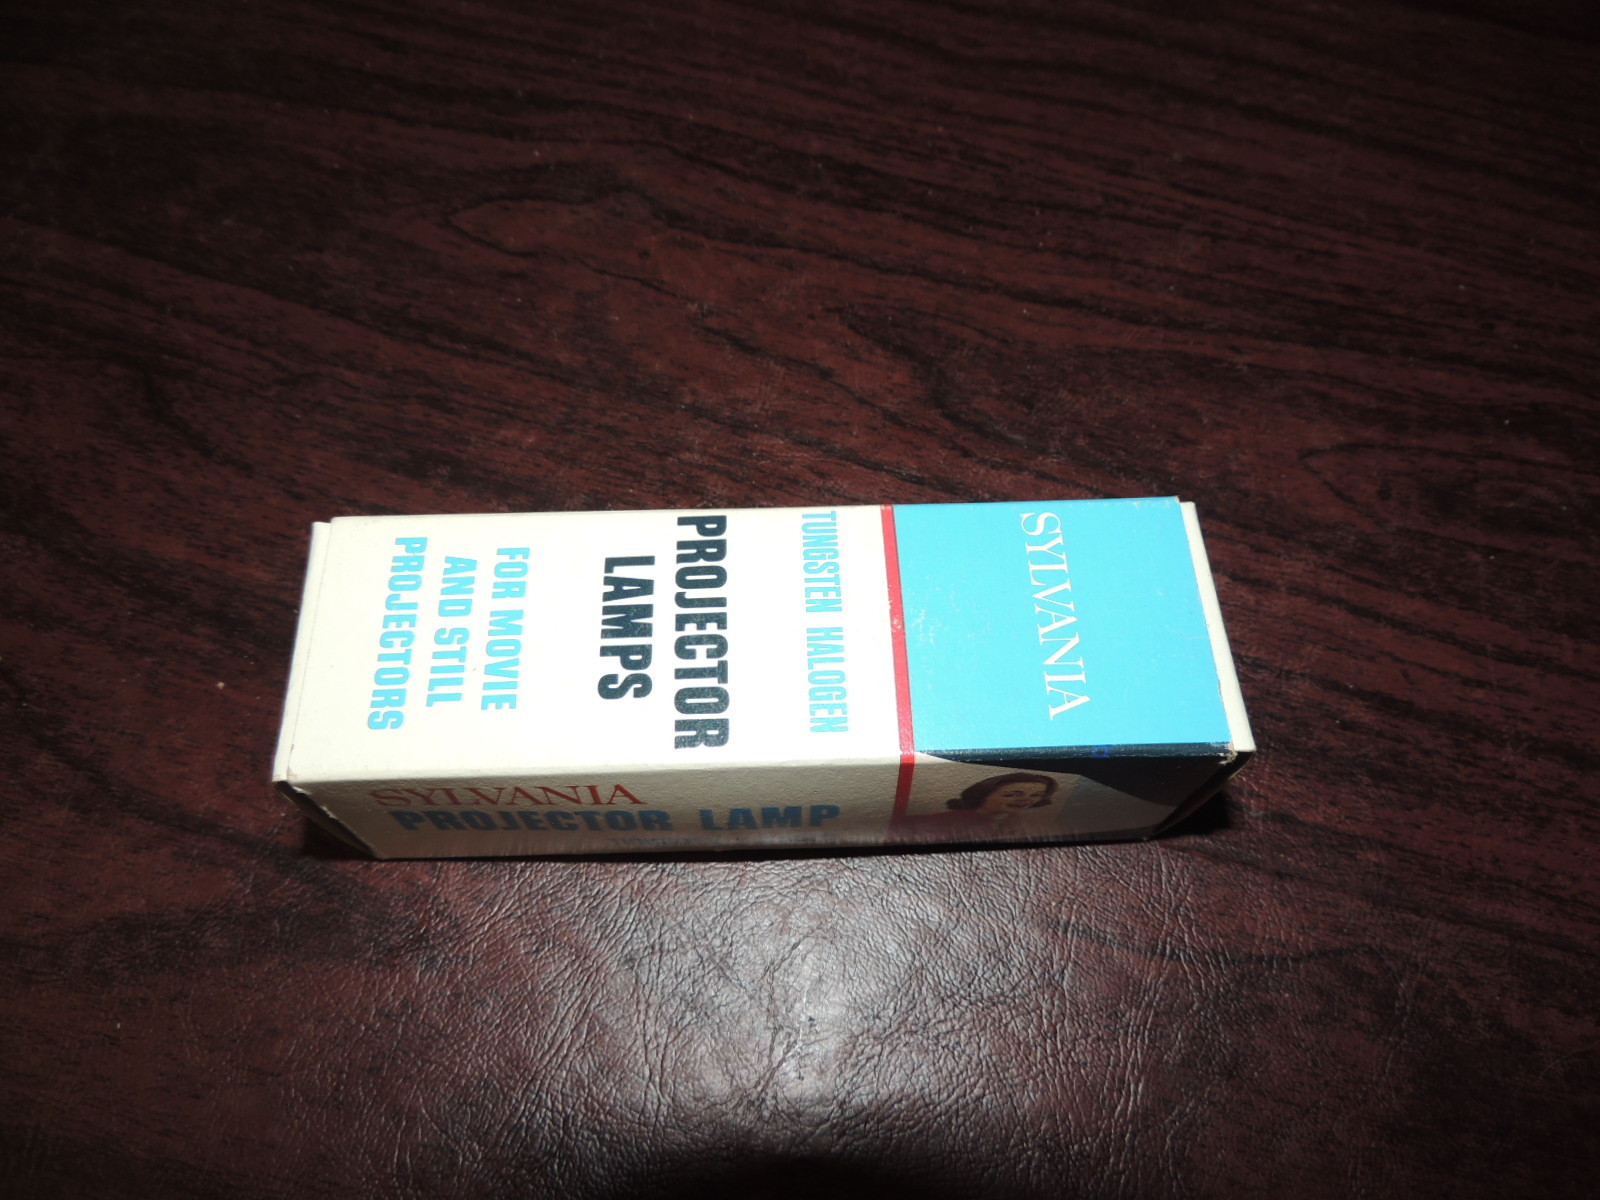 SYLVANIA
TUNGSTEN HALOGEN
PROJECTOR
LAMPS
FOR MOVIE
AND STILL
PROJECTORS
SYLVANIA
PROJECTOR LAMP